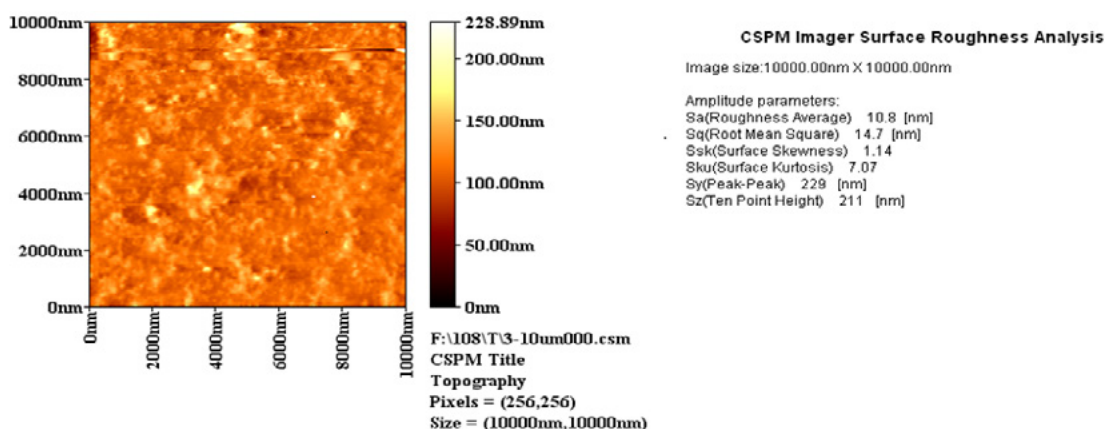 10000nm
8000nm
6000nm
4000nm
2000nm
0nm
0nm
2000nm
4000nm
6000nm
8000nm
10000nm
228.89nm
200.00nm
150.00nm
100.00nm
50.00nm
0nm
F:\108\T\3-10um000.csm
CSPM Title
Topography
Pixels = (256,256)
Size = (10000nm,10000nm)
CSPM Imager Surface Roughness Analysis
Image size:10000.00nm X 10000.00nm
Amplitude parameters:
Sa(Roughness Average) 10.8 [nm]
Sq(Root Mean Square) 14.7 [nm]
Ssk(Surface Skewness) 1.14
Sku(Surface Kurtosis) 7.07
Sy(Peak-Peak) 229 [nm]
Sz(Ten Point Height) 211 [nm]